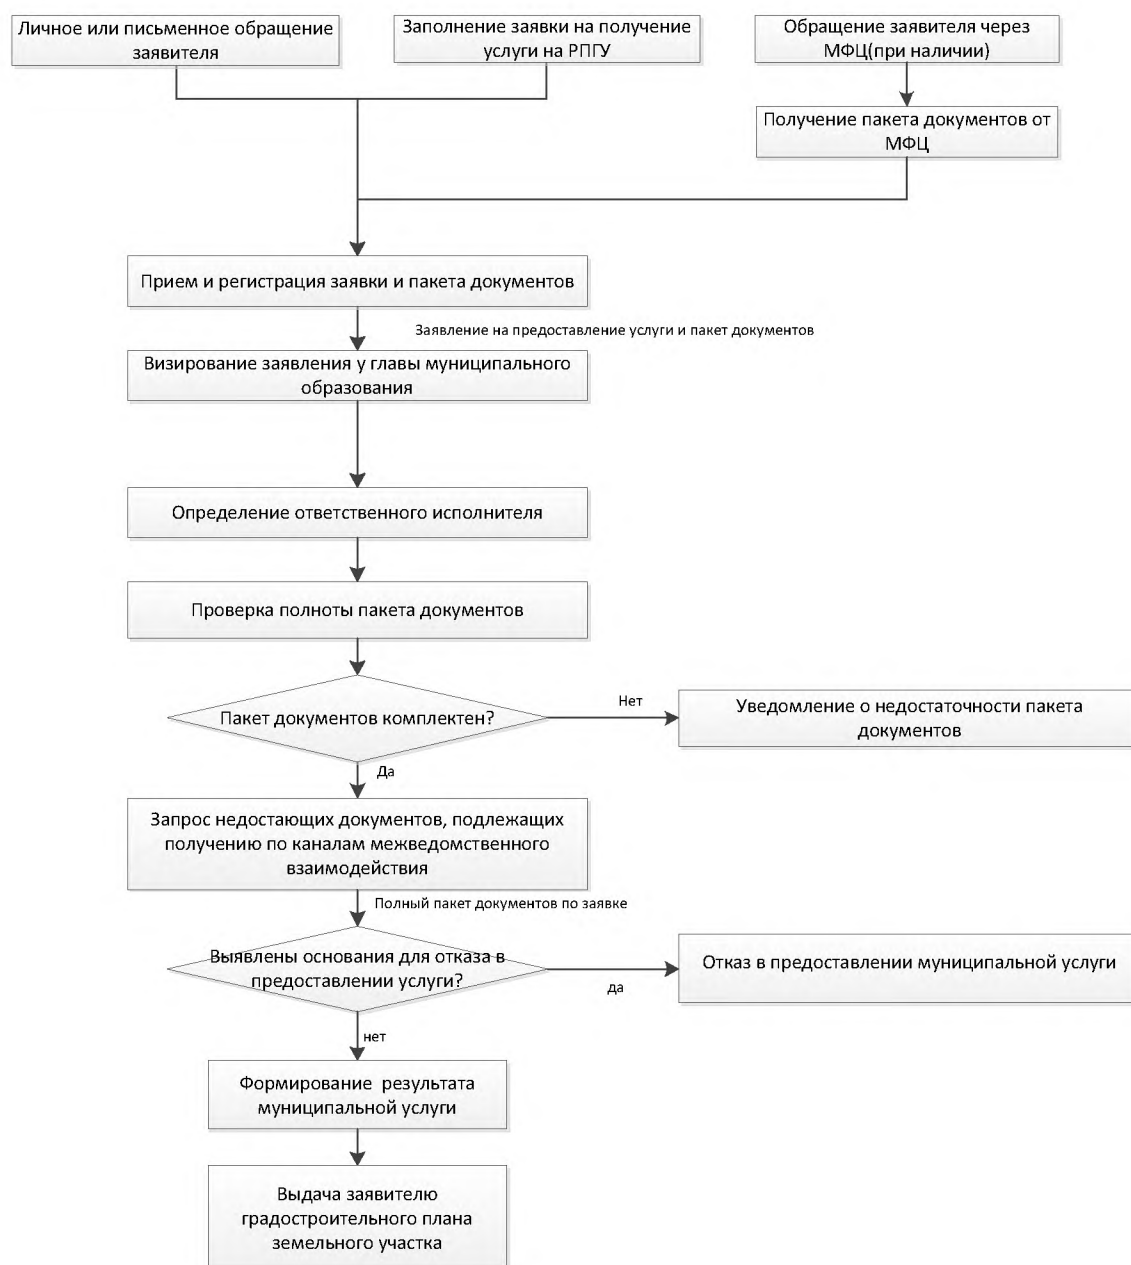 Личное или письменное обращение
заявителя
Заполнение заявки на получение
услуги на РПГУ
Обращение заявителя через
МФЦ(при наличии)
Получение пакета документов от
МФЦ
Прием и регистрация заявки и пакета документов
Заявление на предоставление услуги и пакет документов
Визирование заявления у главы муниципального
образования
Определение ответственного исполнителя
Проверка полноты пакета документов
Пакет документов комплектен?
Нет
Уведомление о недостаточности пакета
документов
Да
Запрос недостающих документов, подлежащих
получению по каналам межведомственного
взаимодействия
Полный пакет документов по заявке
Выявлены основания для отказа в
предоставлении услуги?
да
Отказ в предоставлении муниципальной услуги
нет
Формирование результата
муниципальной услуги
Выдача заявителю
градостроительного плана
земельного участка